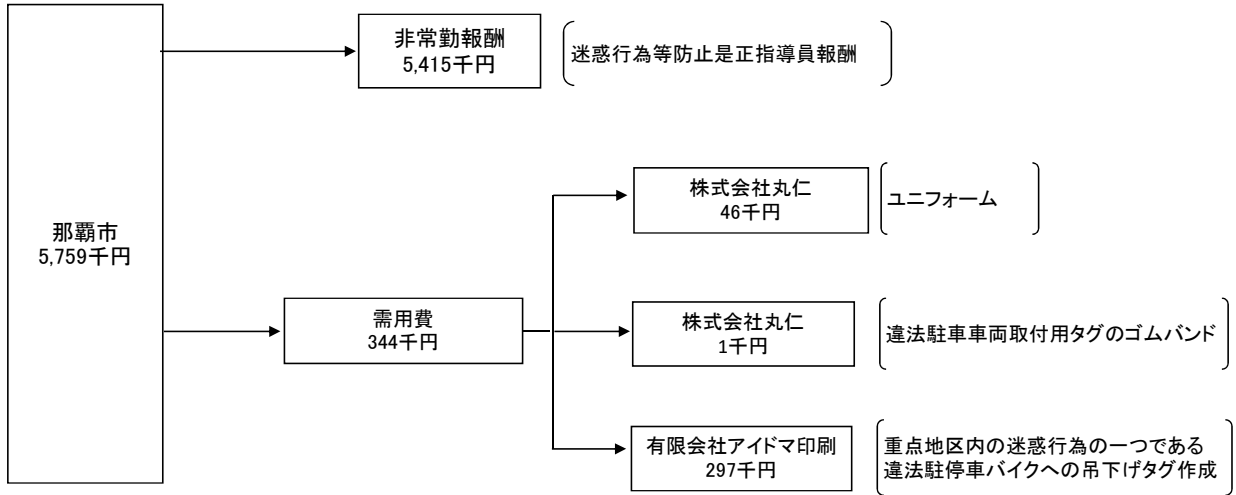 非常勤報酬
5,415千円
迷惑行為等防止是正指導員報酬
株式会社丸仁
46千円
ユニフォーム
那覇市
5,759千円
需用費
344千円
株式会社丸仁
1千円
違法駐車車両取付用タグのゴムバンド
有限会社アイドマ印刷
297千円
重点地区内の迷惑行為の一つである
違法駐停車バイクへの吊下げタグ作成